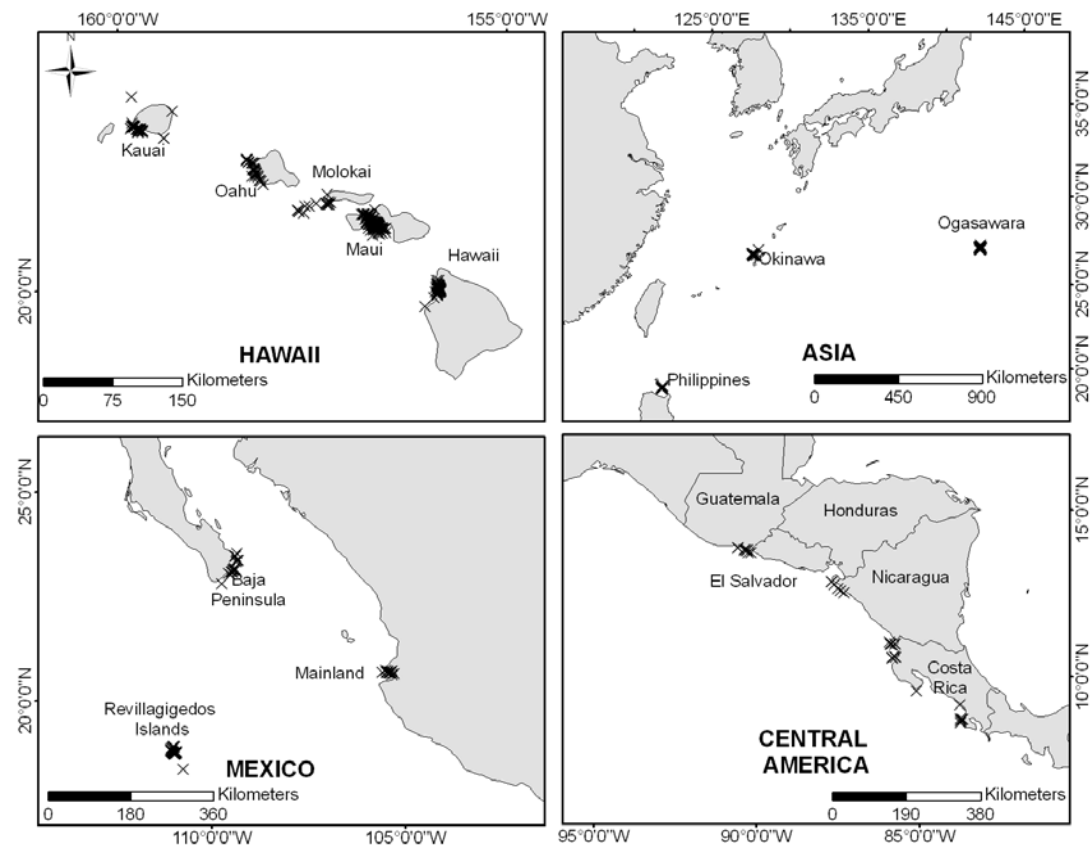 160°0'0"W 155°0'0"W
N
Kauai
Oahu
Molokai
Maui
Hawaii
20°0'0"N
HAWAII
Kilometers
0 75 150
125°0'0"E 135°0'0"E 145°0'0"E
35°0'0"N
30°0'0"N
25°0'0"N
20°0'0"N
Ogasawara
Okinawa
ASIA
Philippines
Kilometers
0 450 900
25°0'0"N
20°0'0"N
Baja
Peninsula
Mainland
Revillagigedos
Islands
MEXICO
Kilometers
0 180 360
110°0'0"W 105°0'0"W
Guatemala
Honduras
El Salvador
Nicaragua
Costa
Rica
15°0'0"N
10°0'0"N
CENTRAL
AMERICA
Kilometers
0 190 380
95°0'0"W 90°0'0"W 85°0'0"W